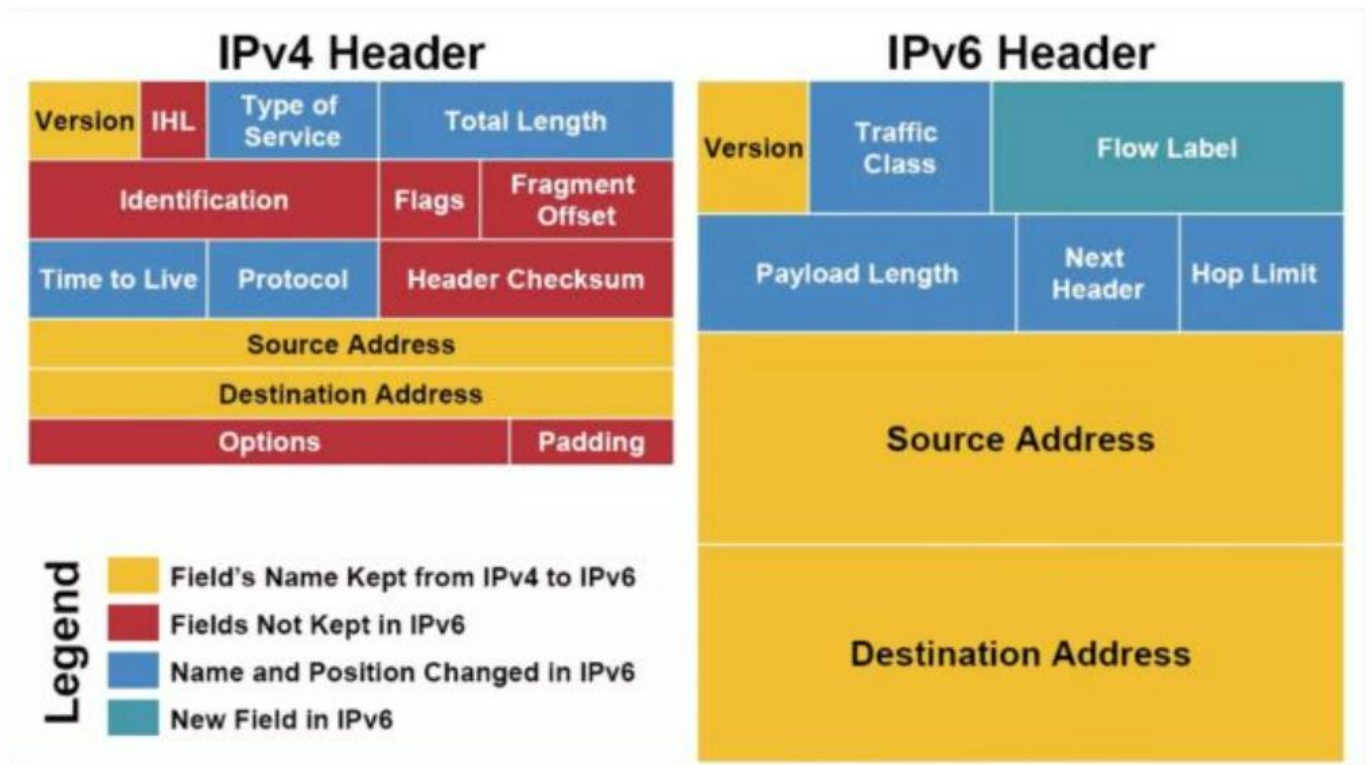 IPv4 Header
Version
IHL
Type of
Service
Total Length
Identification
Flags
Fragment
Offset
Time to Live
Protocol
Header Checksum
Source Address
Destination Address
Options
Padding
IPv6 Header
Version
Traffic
Class
Flow Label
Payload Length
Next
Header
Hop Limit
Source Address
Destination Address
Legend
Field's Name Kept from IPv4 to IPv6
Fields Not Kept in IPv6
Name and Position Changed in IPv6
New Field in IPv6